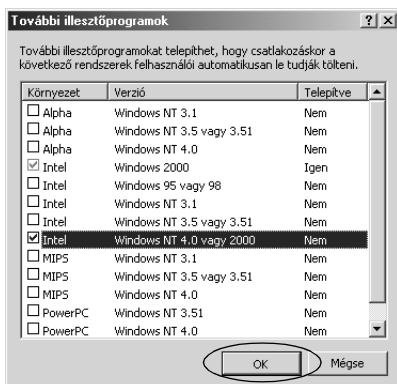 További illesztőprogramok
További illesztőprogramokat telepíthet, hogy csatlakozáskor a
következő rendszerek felhasználói automatikusan le tudják tölteni.
Környezet Verzió Telepítve
Alpha Windows NT 3.1 Nem
Alpha Windows NT 3.5 vagy 3.51 Nem
Alpha Windows NT 4.0 Nem
Intel Windows 2000 Igen
Intel Windows 95 vagy 98 Nem
Intel Windows NT 3.1 Nem
Intel Windows NT 3.5 vagy 3.51 Nem
Intel Windows NT 4.0 vagy 2000 Nem
MIPS Windows NT 3.1 Nem
MIPS Windows NT 3.5 vagy 3.51 Nem
MIPS Windows NT 4.0 Nem
PowerPC Windows NT 3.51 Nem
PowerPC Windows NT 4.0 Nem
OK Mégse